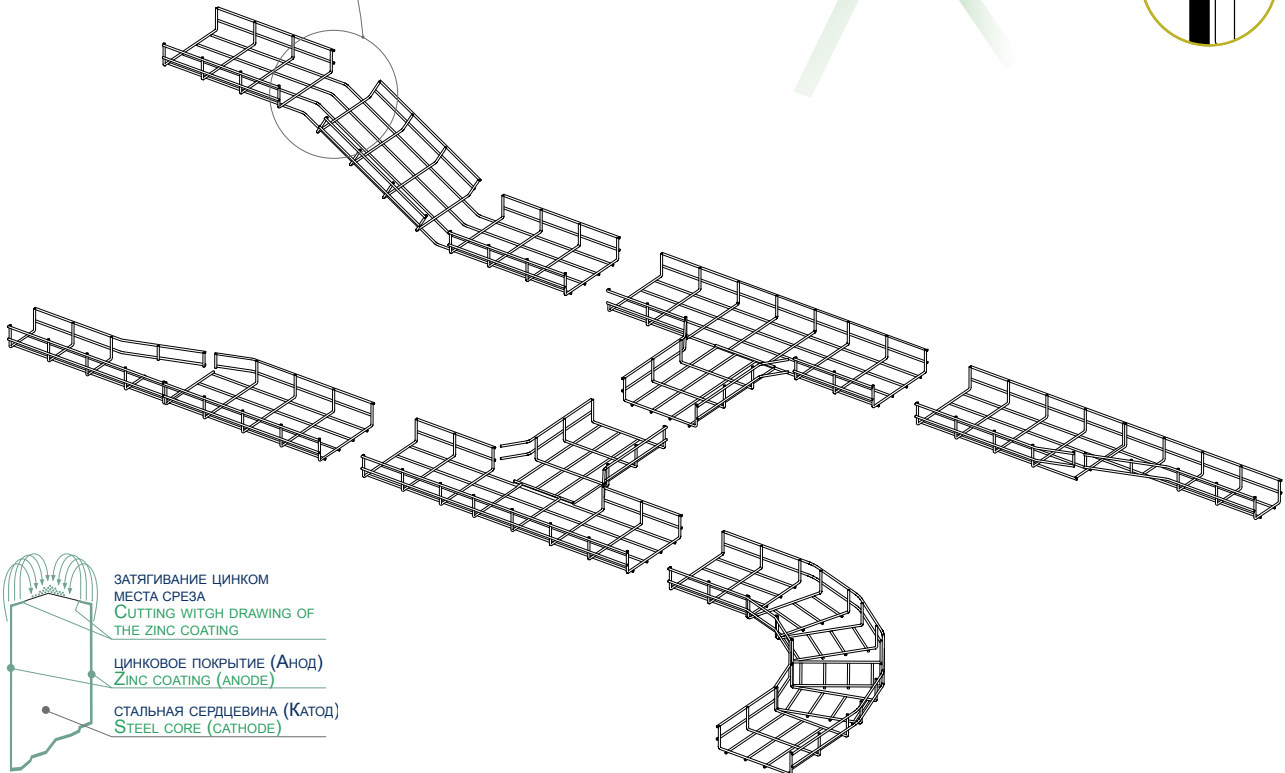 ЗАТЯГИВАНИЕ ЦИНКОМ
МЕСТА СРЕЗА
CUTTING WITGH DRAWING OF
THE ZINC COATING
ЦИНКОВОЕ ПОКРЫТИЕ (АНОД)
ZINC COATING (ANODE)
СТАЛЬНАЯ СЕРДЦЕВИНА (КАТОД)
STEEL CORE (CATHODE)